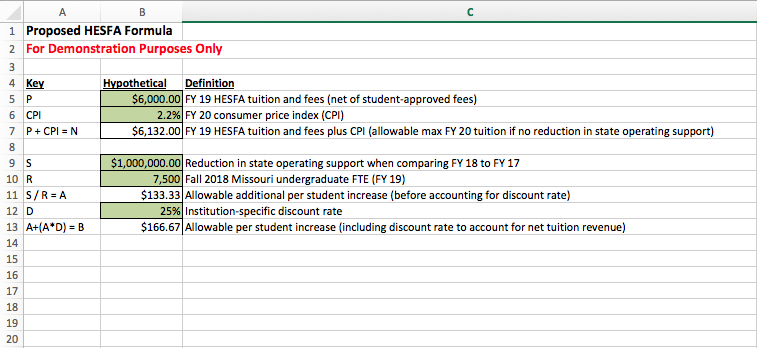 A B C
1 Proposed HESFA Formula
2 For Demonstration Purposes Only
3
4 Key Hypothetical Definition
5 P $6,000.00 FY 19 HESFA tuition and fees (net of student-approved fees)
6 CPI 2.2% FY 20 consumer price index (CPI)
7 P + CPI = N $6,132.00 FY 19 HESFA tuition and fees plus CPI (allowable max FY 20 tuition if no reduction in state operating support)
8
9 S $1,000,000.00 Reduction in state operating support when comparing FY 18 to FY 17
10 R 7,500 Fall 2018 Missouri undergraduate FTE (FY 19)
11 S / R = A $133.33 Allowable additional per student increase (before accounting for discount rate)
12 D 25% Institution-specific discount rate
13 A+(A*D) = B $166.67 Allowable per student increase (including discount rate to account for net tuition revenue)
14
15
16
17
18
19
20